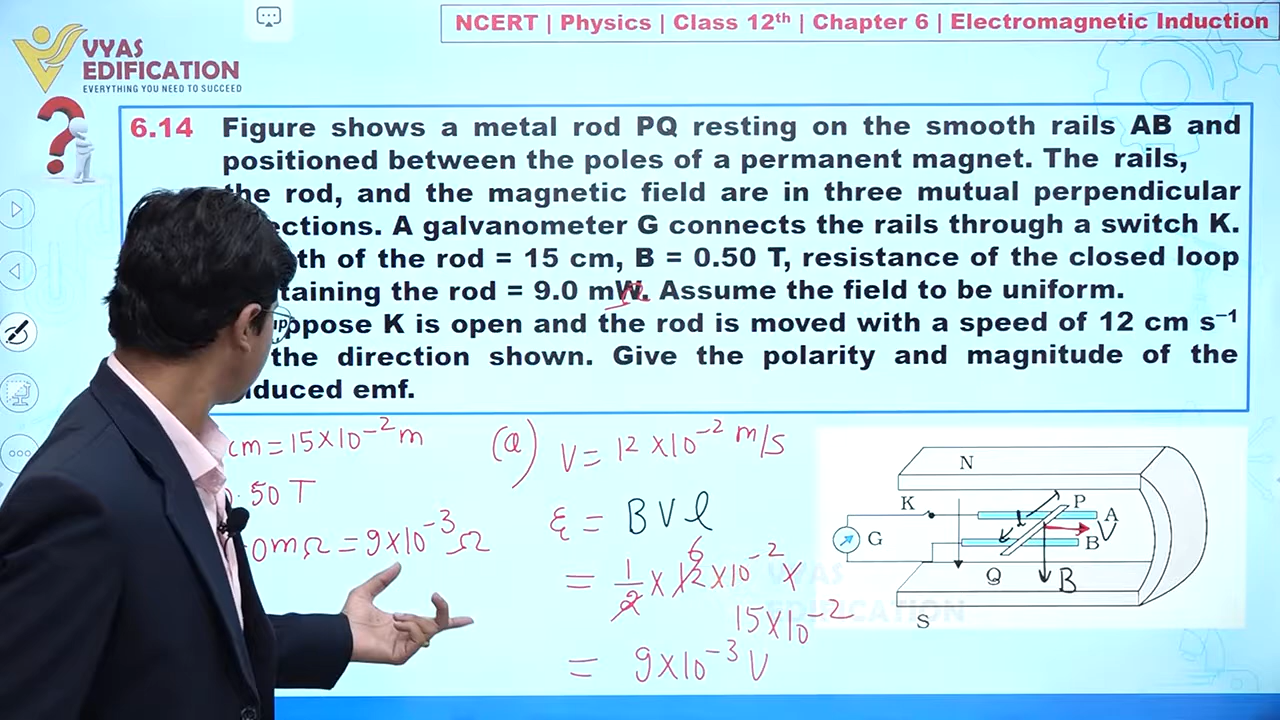 NCERT | Physics | Class 12th | Chapter 6 | Electromagnetic Induction
VYAS
EDIFICATION
EVERYTHING YOU NEED TO SUCCEED
6.14 Figure shows a metal rod PQ resting on the smooth rails AB and
positioned between the poles of a permanent magnet. The rails,
the rod, and the magnetic field are in three mutual perpendicular
ections. A galvanometer G connects the rails through a switch K.
th of the rod = 15 cm, B = 0.50 T, resistance of the closed loop
taining the rod = 9.0 mW. Assume the field to be uniform.
Ω
ppose K is open and the rod is moved with a speed of 12 cm s⁻¹
the direction shown. Give the polarity and magnitude of the
duced emf.
cm = 15×10⁻² m
.50 T
0mΩ = 9×10⁻³ Ω
(a) V = 12×10⁻² m/s
ξ = BVl
= 1/2 × 12 × 10⁻² ×
6
15×10⁻²
= 9×10⁻³ V
N
K
P
A
l
V
G
B
Q
B
S
VYAS
EDIFICATION